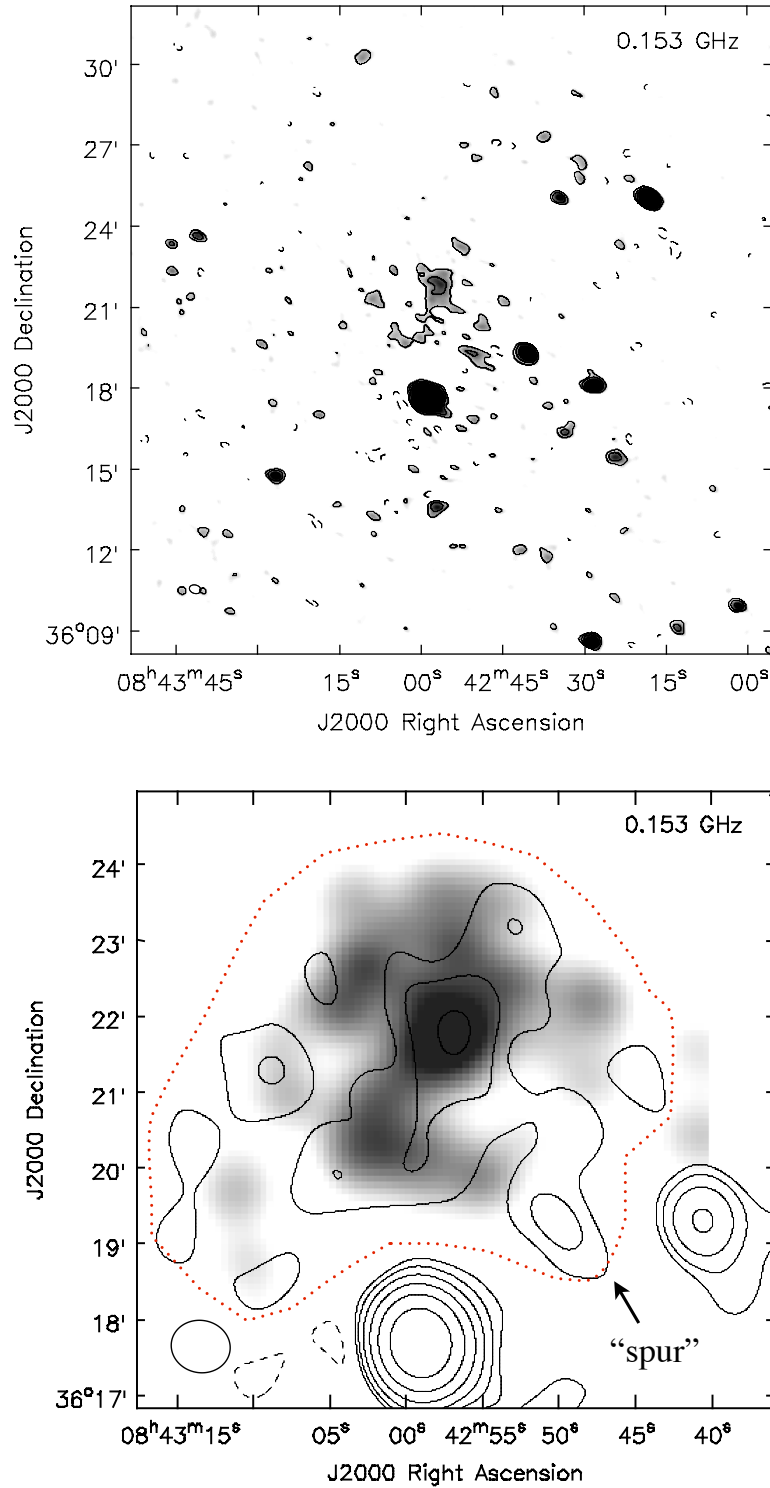 0.153 GHz
30'
27'
24'
21'
18'
15'
12'
36°09'
J2000 Declination
08ʰ43ᵐ45ˢ 15ˢ 00ˢ 42ᵐ45ˢ 30ˢ 15ˢ 00ˢ
J2000 Right Ascension
0.153 GHz
24'
23'
22'
21'
20'
19'
18'
36°17'
J2000 Declination
“spur”
08ʰ43ᵐ15ˢ 05ˢ 00ˢ 42ᵐ55ˢ 50ˢ 45ˢ 40ˢ
J2000 Right Ascension